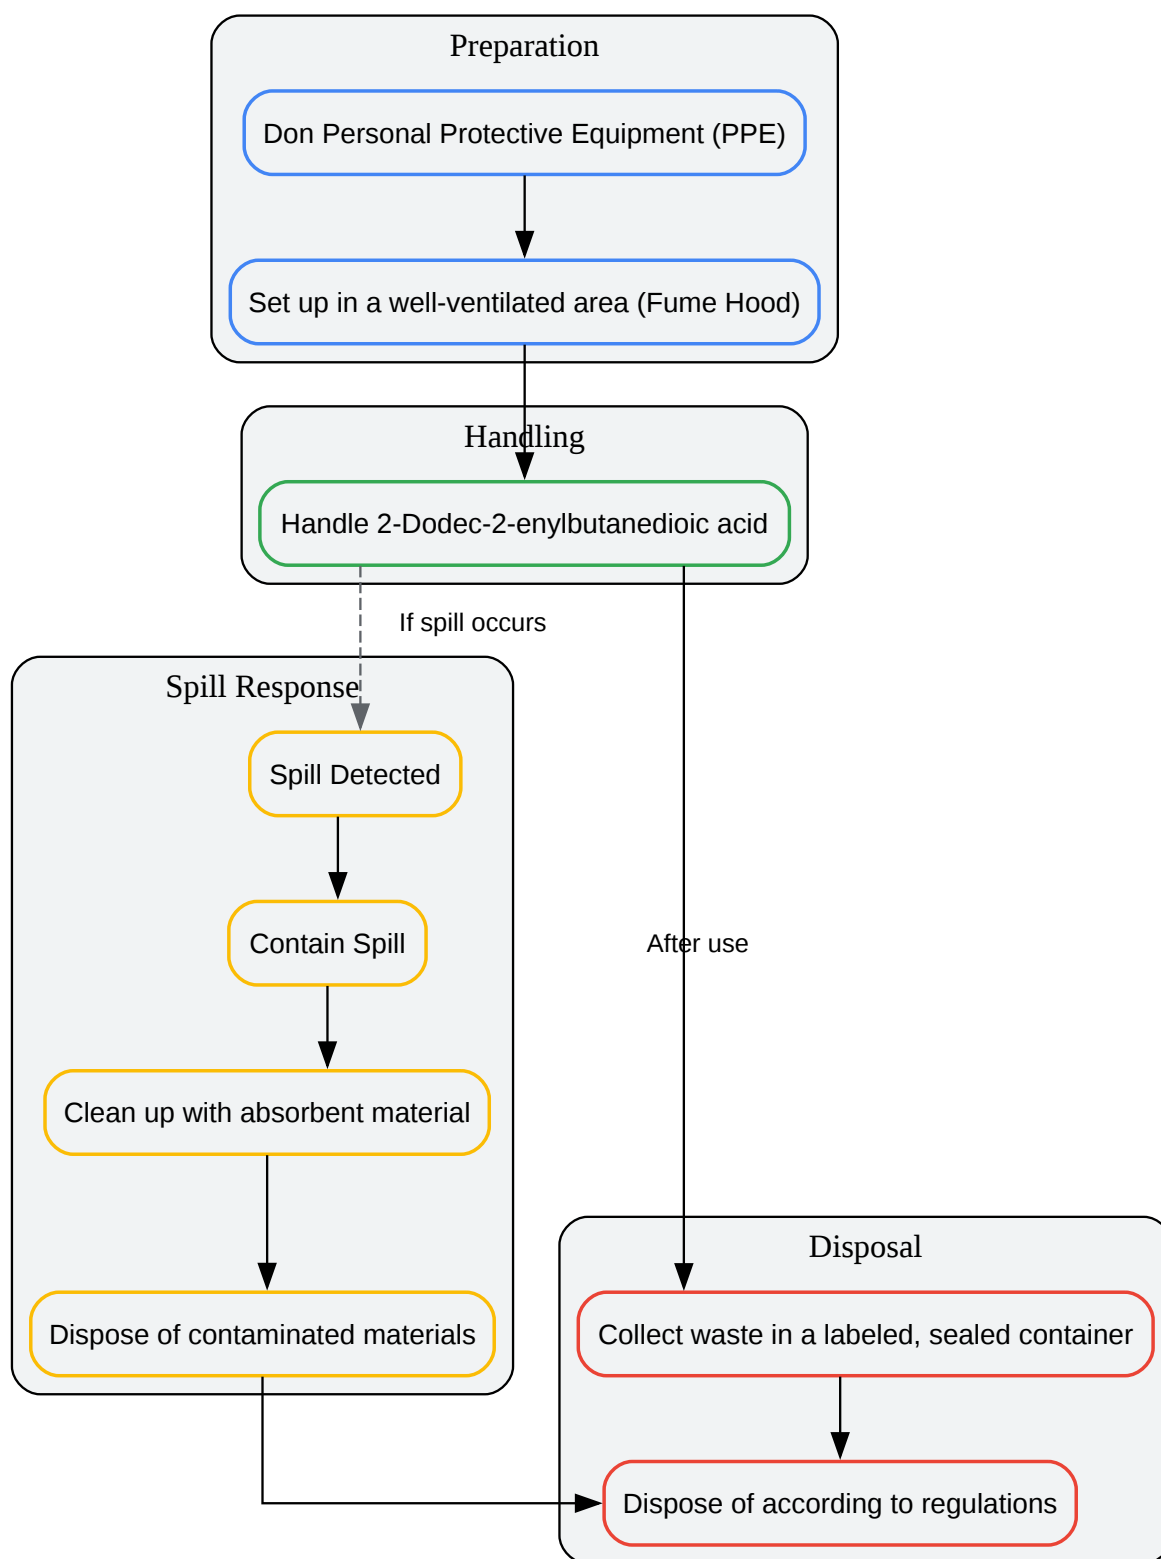 Preparation
Don Personal Protective Equipment (PPE)
Set up in a well-ventilated area (Fume Hood)
Handling
Handle 2-Dodec-2-enylbutanedioic acid
If spill occurs
Spill Response
Spill Detected
Contain Spill
After use
Clean up with absorbent material
Dispose of contaminated materials
Disposal
Collect waste in a labeled, sealed container
Dispose of according to regulations